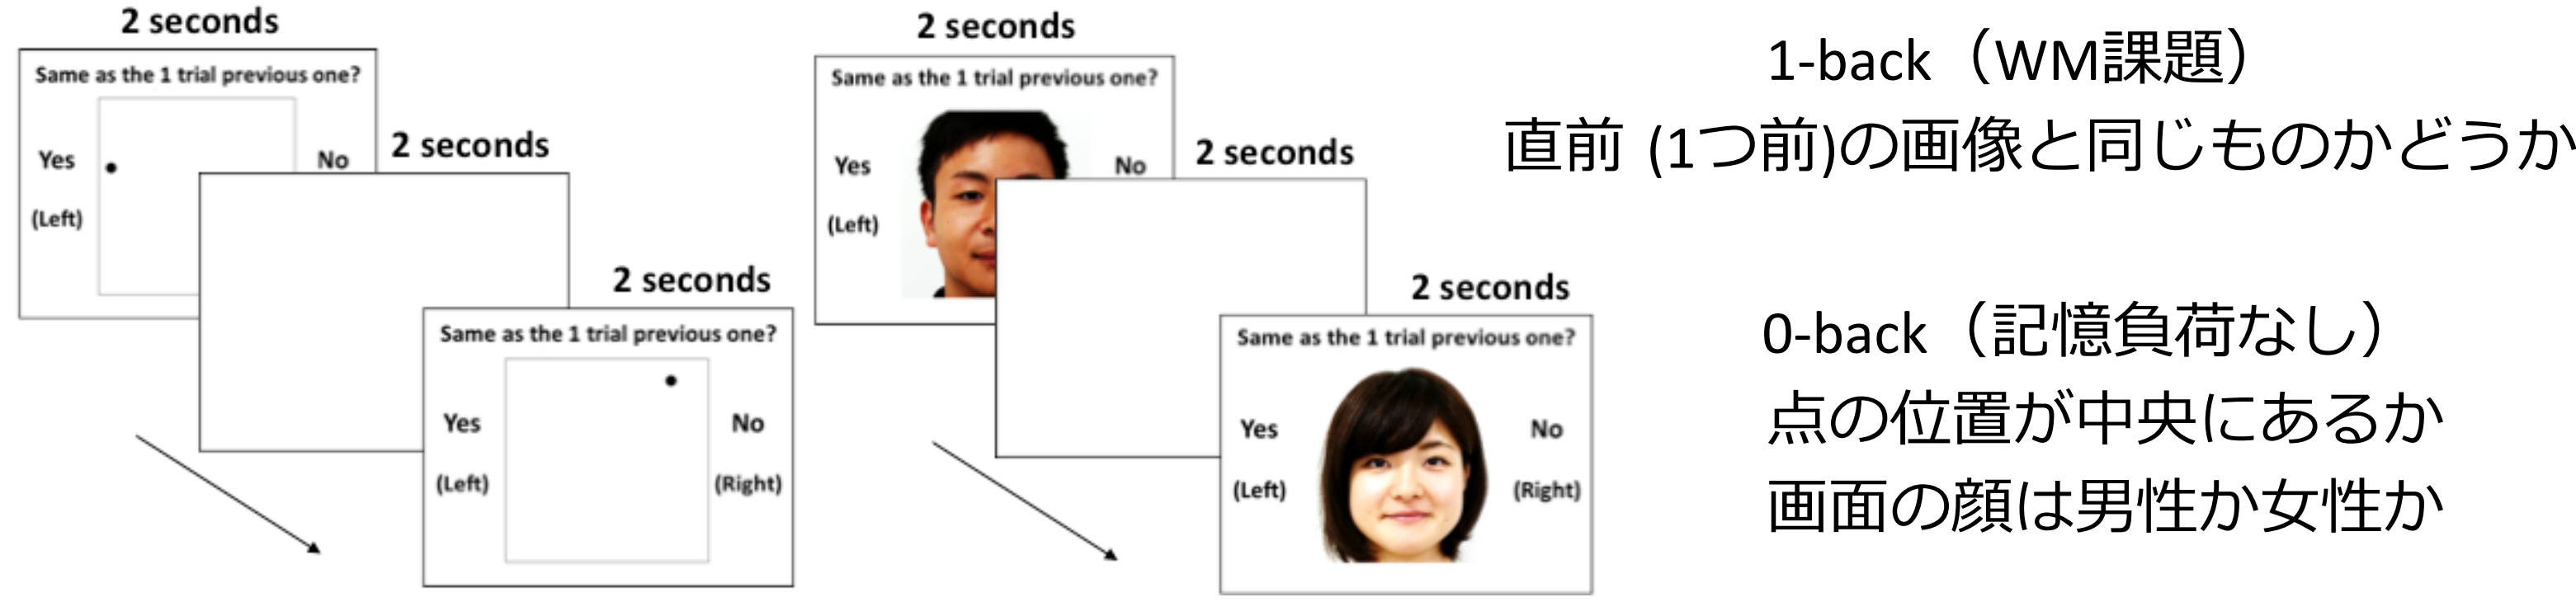 2 seconds
Same as the 1 trial previous one?
Yes
No
(Left)
2 seconds
2 seconds
Same as the 1 trial previous one?
Yes
No
(Left)
(Right)
2 seconds
Same as the 1 trial previous one?
Yes
No
(Left)
2 seconds
2 seconds
Same as the 1 trial previous one?
Yes
No
(Left)
(Right)
1-back（WM課題）
直前 (1つ前)の画像と同じものかどうか
0-back（記憶負荷なし）
点の位置が中央にあるか
画面の顔は男性か女性か